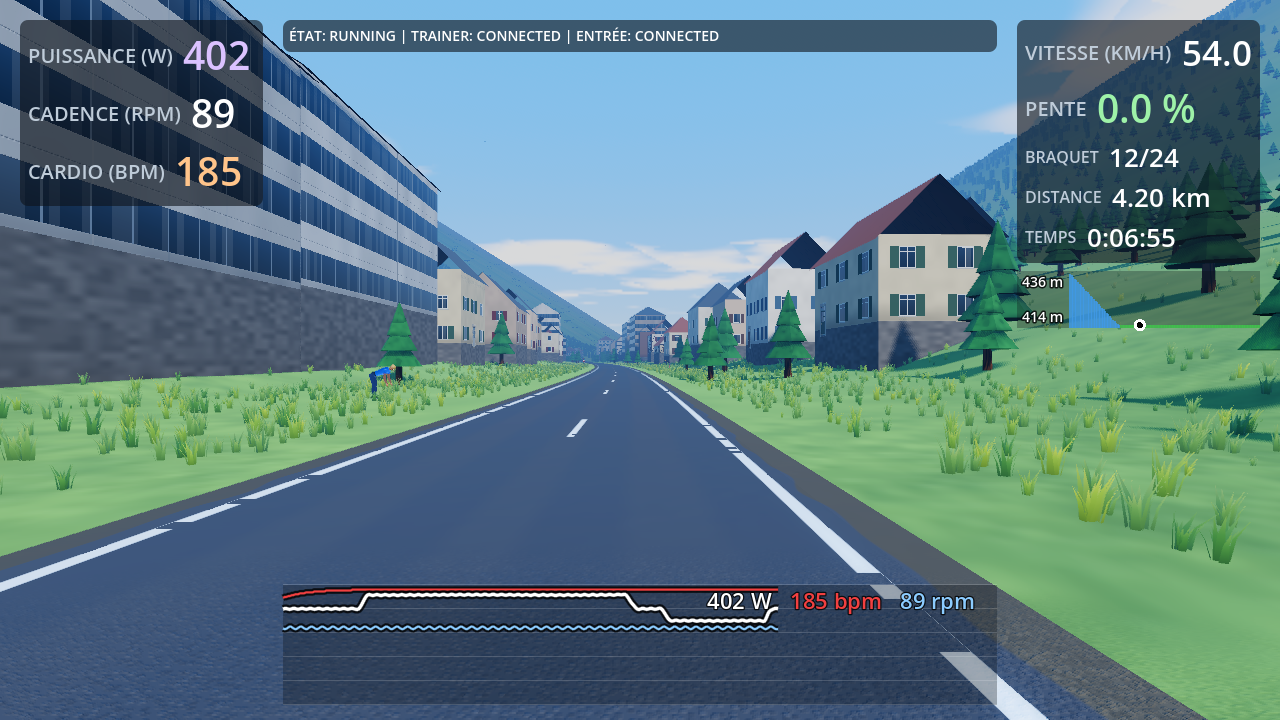 PUISSANCE (W) 402
CADENCE (RPM) 89
CARDIO (BPM) 185
ÉTAT: RUNNING | TRAINER: CONNECTED | ENTRÉE: CONNECTED
VITESSE (KM/H) 54.0
PENTE 0.0 %
BRAQUET 12/24
DISTANCE 4.20 km
TEMPS 0:06:55
436 m
414 m
402 W 185 bpm 89 rpm